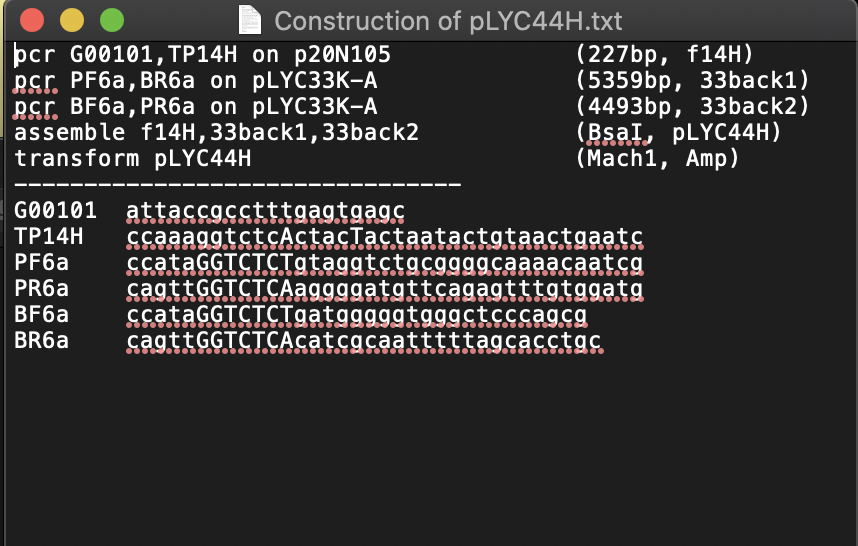 Construction of pLYC44H.txt
pcr G00101,TP14H on p20N105 (227bp, f14H)
pcr PF6a,BR6a on pLYC33K-A (5359bp, 33back1)
pcr BF6a,PR6a on pLYC33K-A (4493bp, 33back2)
assemble f14H,33back1,33back2 (BsaI, pLYC44H)
transform pLYC44H (Mach1, Amp)
--------------------------------
G00101 attaccgcctttgagtgagc
TP14H ccaaaggtctcActacTactaatactgtaactgaatc
PF6a ccataGGTCTCTgtaggtctgcggggcaaaacaatcg
PR6a cagttGGTCTCAaggggatgttcagagtttgtggatg
BF6a ccataGGTCTCTgatgggggtgggctcccagcg
BR6a cagttGGTCTCAcatcgcaatttttagcacctgc